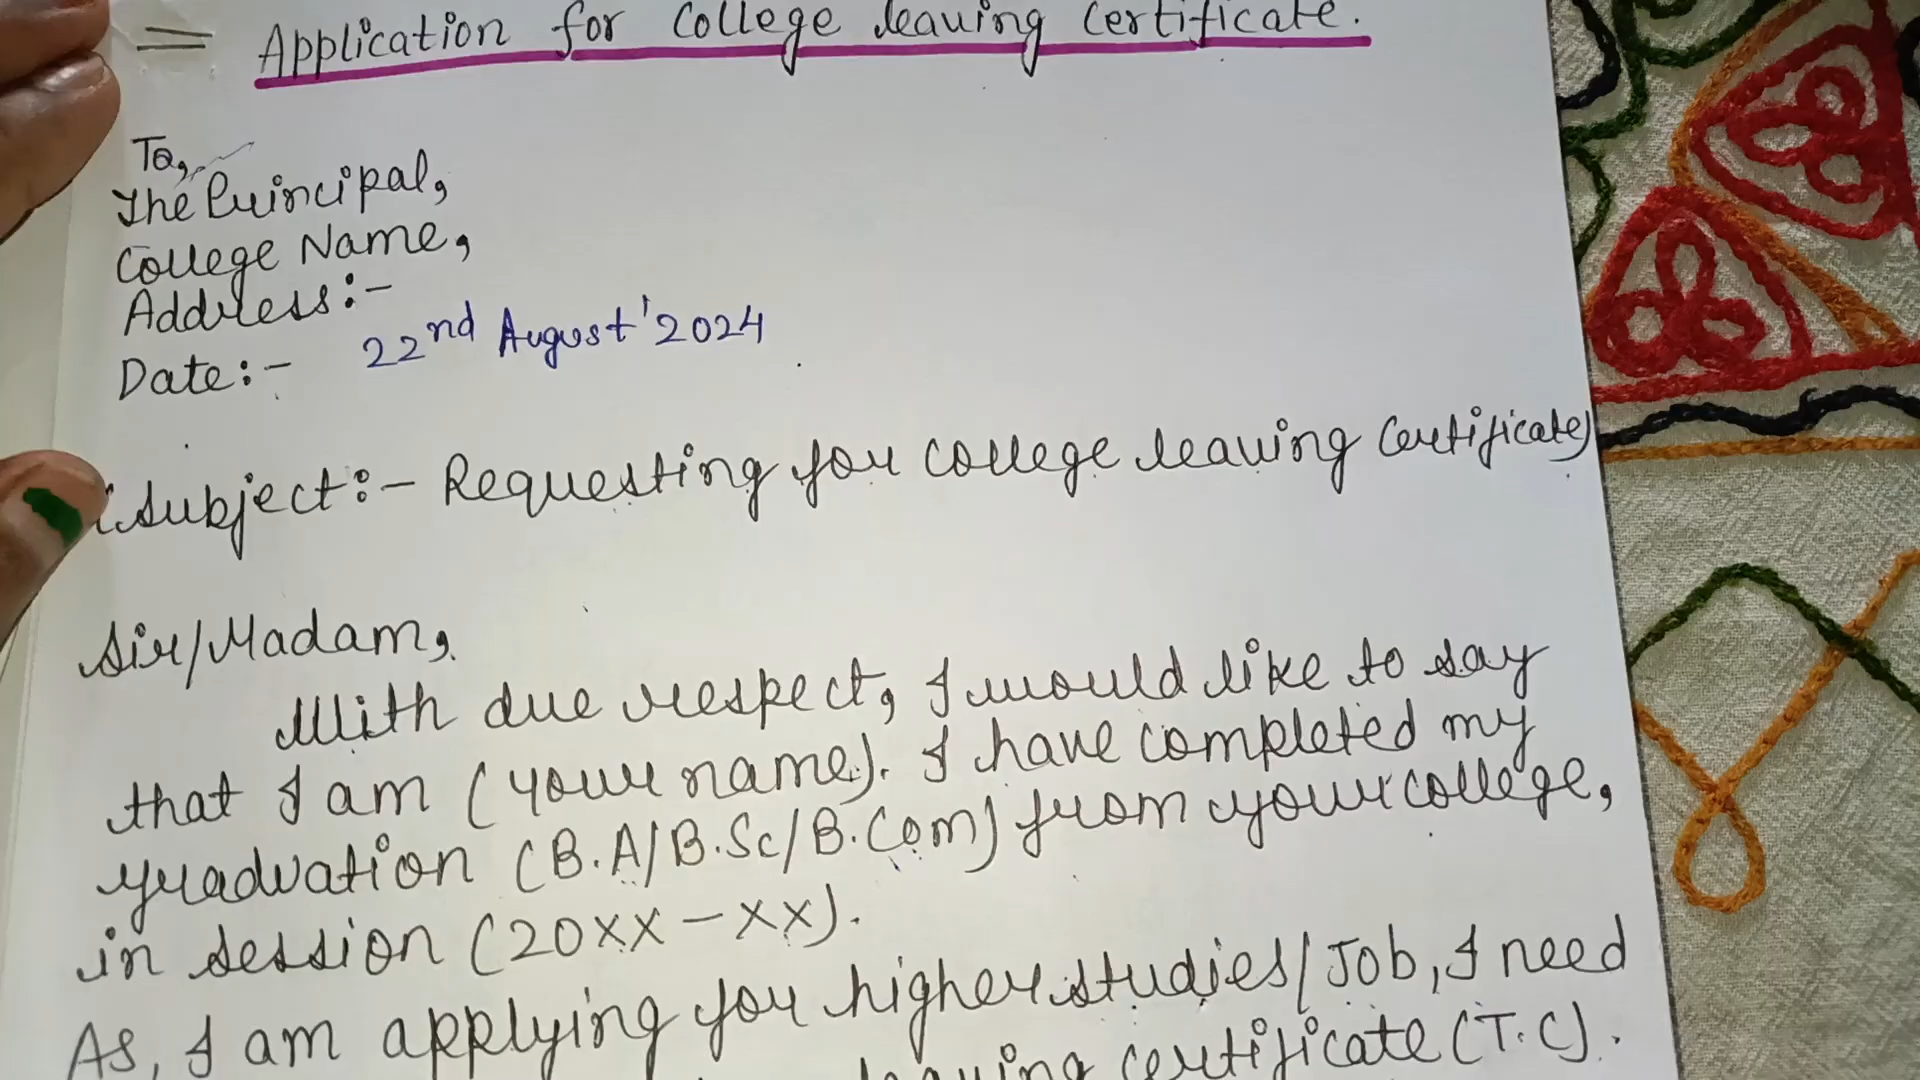 Application for College leaving Certificate.
To,
The Principal,
College Name,
Address:-
Date:- 22nd August'2024
Subject:- Requesting for college leaving Certificate
Sir/Madam,
With due respect, I would like to say
that I am (your name). I have completed my
graduation (B.A/B.Sc/B.Com) from your college,
in session (20XX-XX).
As, I am applying for higher studies/Job, I need
leaving certificate (T.C).